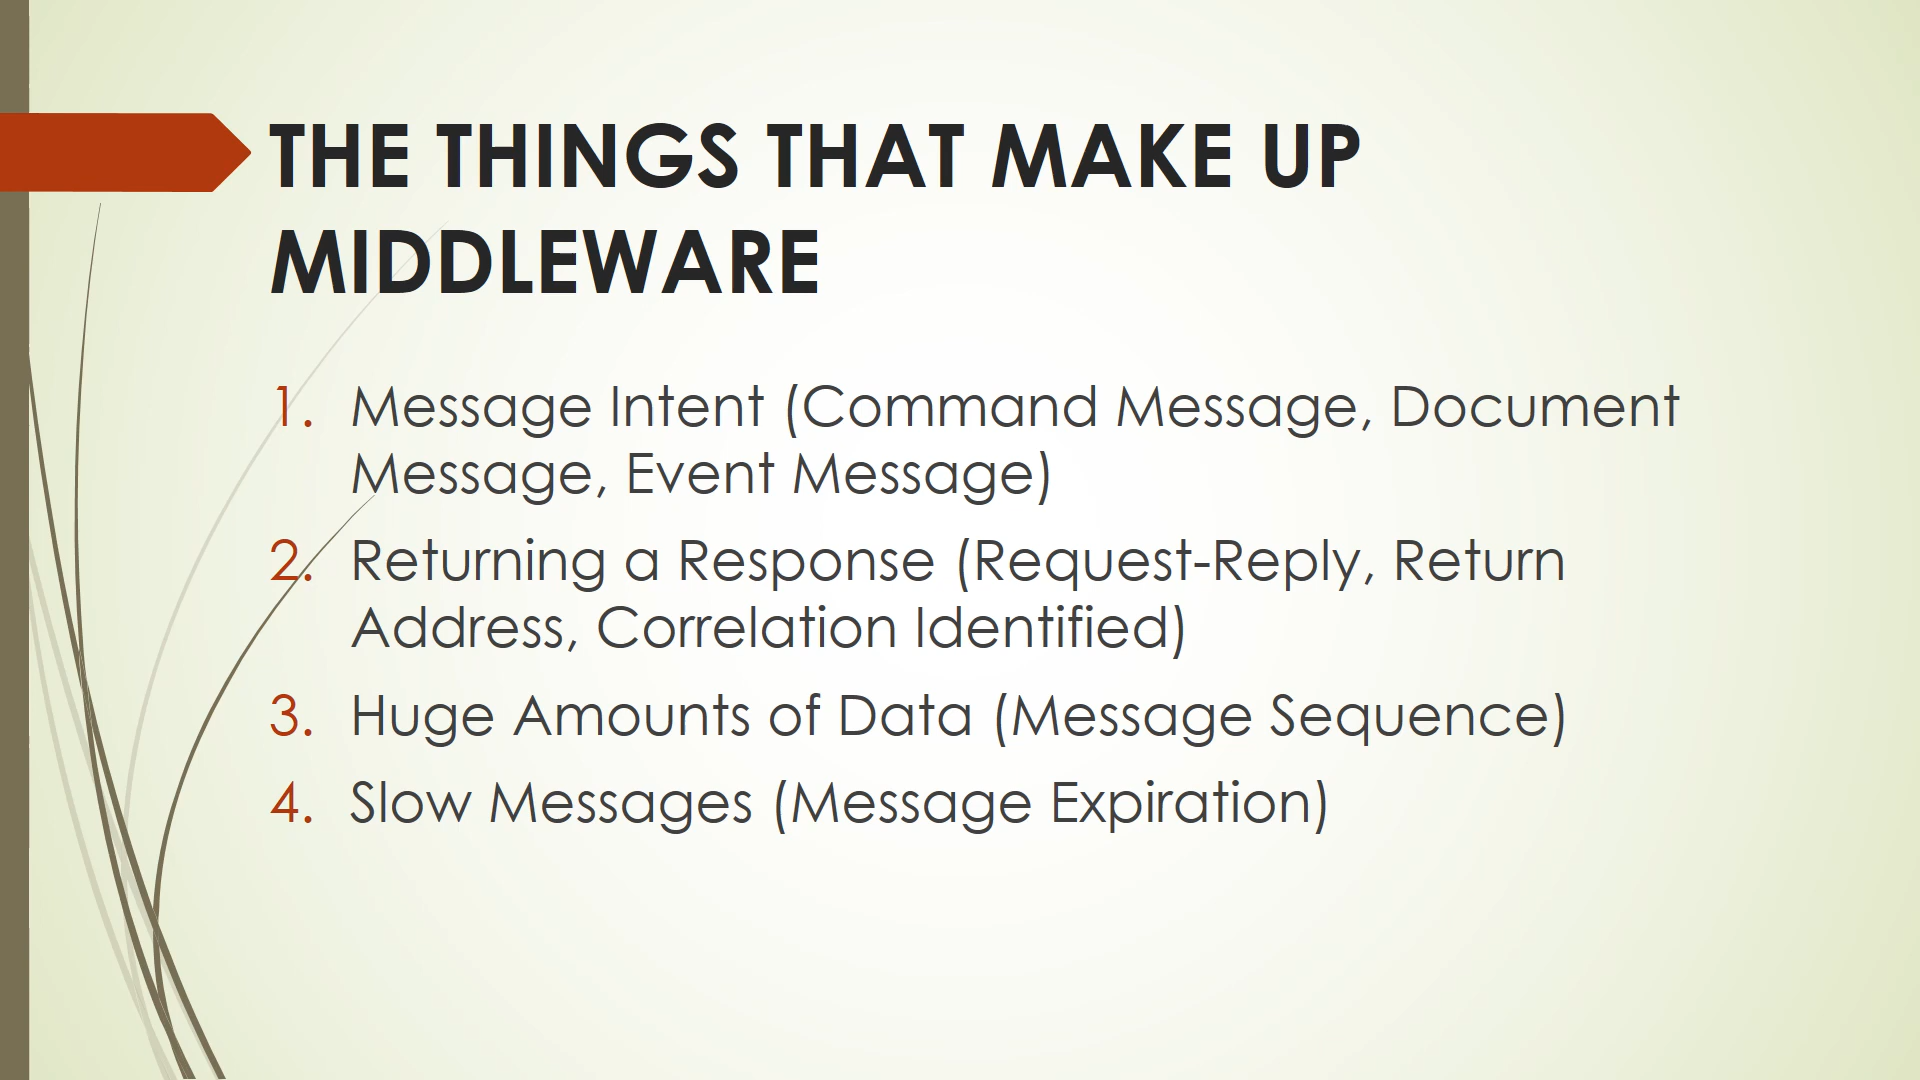 THE THINGS THAT MAKE UP
MIDDLEWARE
1. Message Intent (Command Message, Document
Message, Event Message)
2. Returning a Response (Request-Reply, Return
Address, Correlation Identified)
3. Huge Amounts of Data (Message Sequence)
4. Slow Messages (Message Expiration)